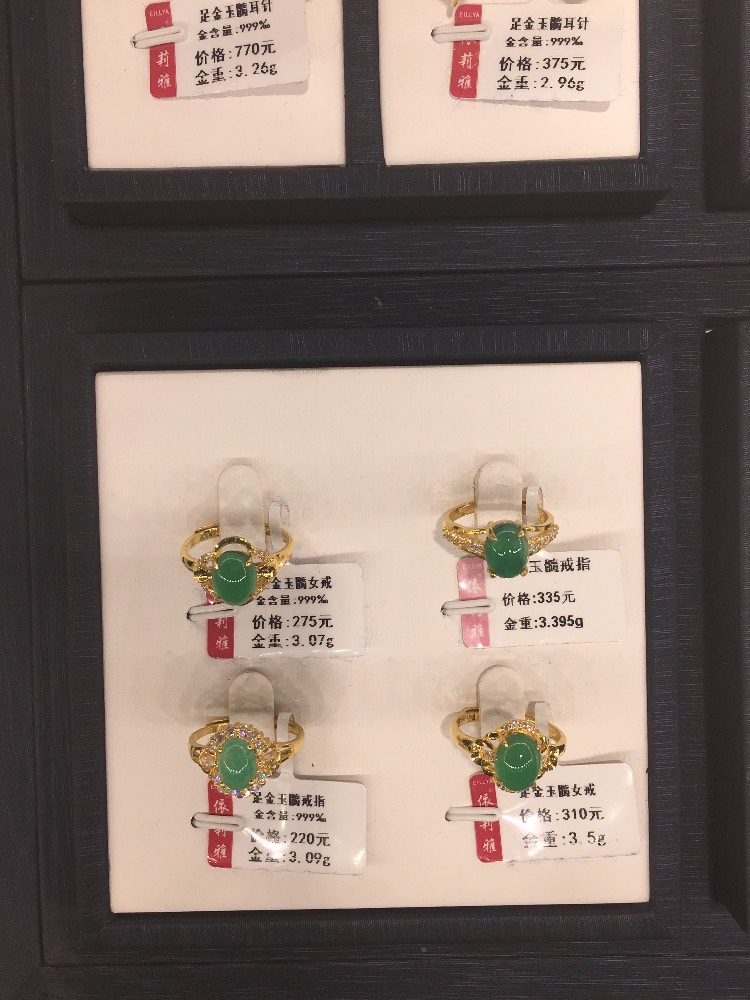 EILLYA
莉
雅
足金玉髓耳针
金含量:999‰
价格:770元
金重:3.26g
EILLYA
依
莉
雅
足金玉髓耳针
金含量:999‰
价格:375元
金重:2.96g
莉
雅
金玉髓女戒
金含量:999‰
价格:275元
金重:3.07g
玉髓戒指
价格:335元
金重:3.395g
依
莉
雅
足金玉髓戒指
金含量:999‰
价格:220元
金重:3.09g
EILLYA
依
莉
雅
足金玉髓女戒
价格:310元
金重:3.5g